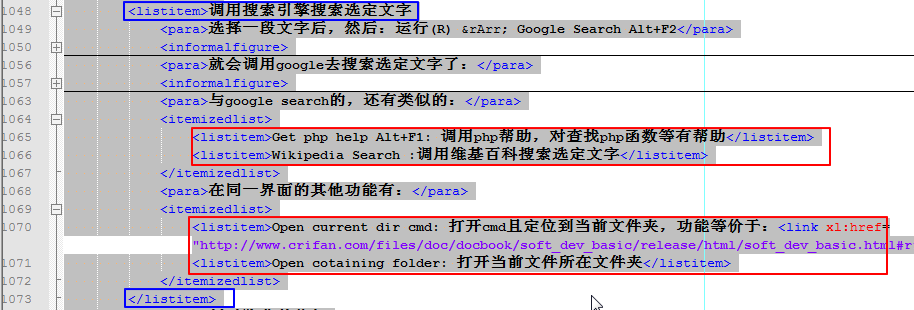 1048 <listitem>调用搜索引擎搜索选定文字
1049 <para>选择一段文字后，然后：运行(R) &rArr; Google Search Alt+F2</para>
1050 <informalfigure>
1056 <para>就会调用google去搜索选定文字了：</para>
1057 <informalfigure>
1063 <para>与google search的，还有类似的：</para>
1064 <itemizedlist>
1065 <listitem>Get php help Alt+F1: 调用php帮助，对查找php函数等有帮助</listitem>
1066 <listitem>Wikipedia Search :调用维基百科搜索选定文字</listitem>
1067 </itemizedlist>
1068 <para>在同一界面的其他功能有：</para>
1069 <itemizedlist>
1070 <listitem>Open current dir cmd: 打开cmd且定位到当前文件夹，功能等价于：<link xl:href=
"http://www.crifan.com/files/doc/docbook/soft_dev_basic/release/html/soft_dev_basic.html#r
1071 <listitem>Open cotaining folder: 打开当前文件所在文件夹</listitem>
1072 </itemizedlist>
1073 </listitem>